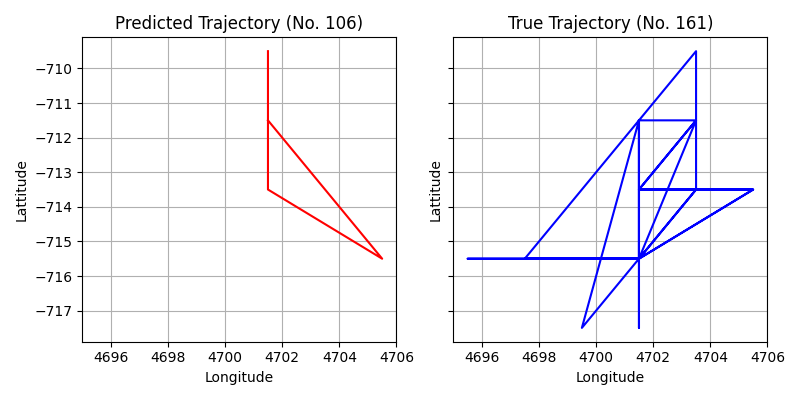 Predicted Trajectory (No. 106)
True Trajectory (No. 161)
−710
−711
−712
−713
−714
−715
−716
−717
Lattitude
Lattitude
4696 4698 4700 4702 4704 4706
4696 4698 4700 4702 4704 4706
Longitude
Longitude